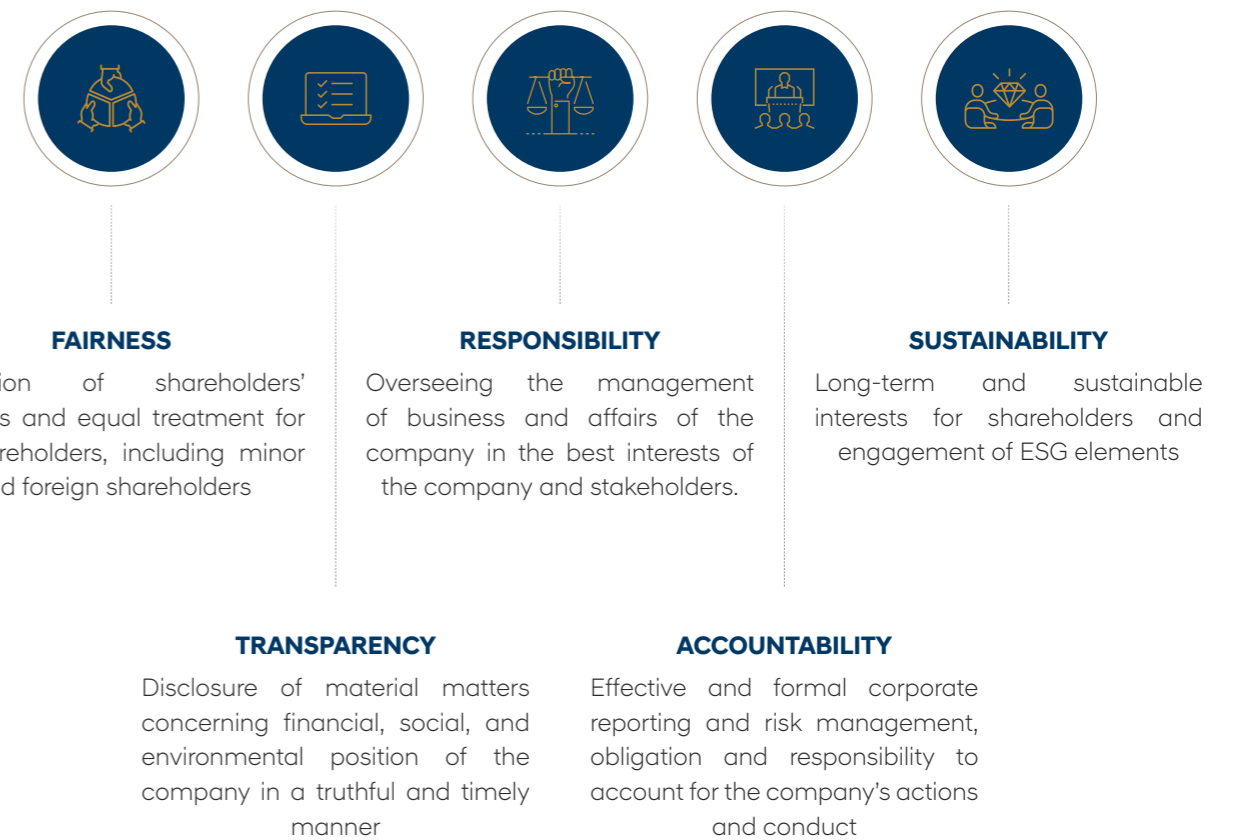 FAIRNESS
of shareholders'
and equal treatment for
including minor
foreign shareholders
RESPONSIBILITY
Overseeing the management
of business and affairs of the
company in the best interests of
the company and stakeholders.
SUSTAINABILITY
Long-term and sustainable
interests for shareholders and
engagement of ESG elements
TRANSPARENCY
Disclosure of material matters
concerning financial, social, and
environmental position of the
company in a truthful and timely
manner
ACCOUNTABILITY
Effective and formal corporate
reporting and risk management,
obligation and responsibility to
account for the company's actions
and conduct